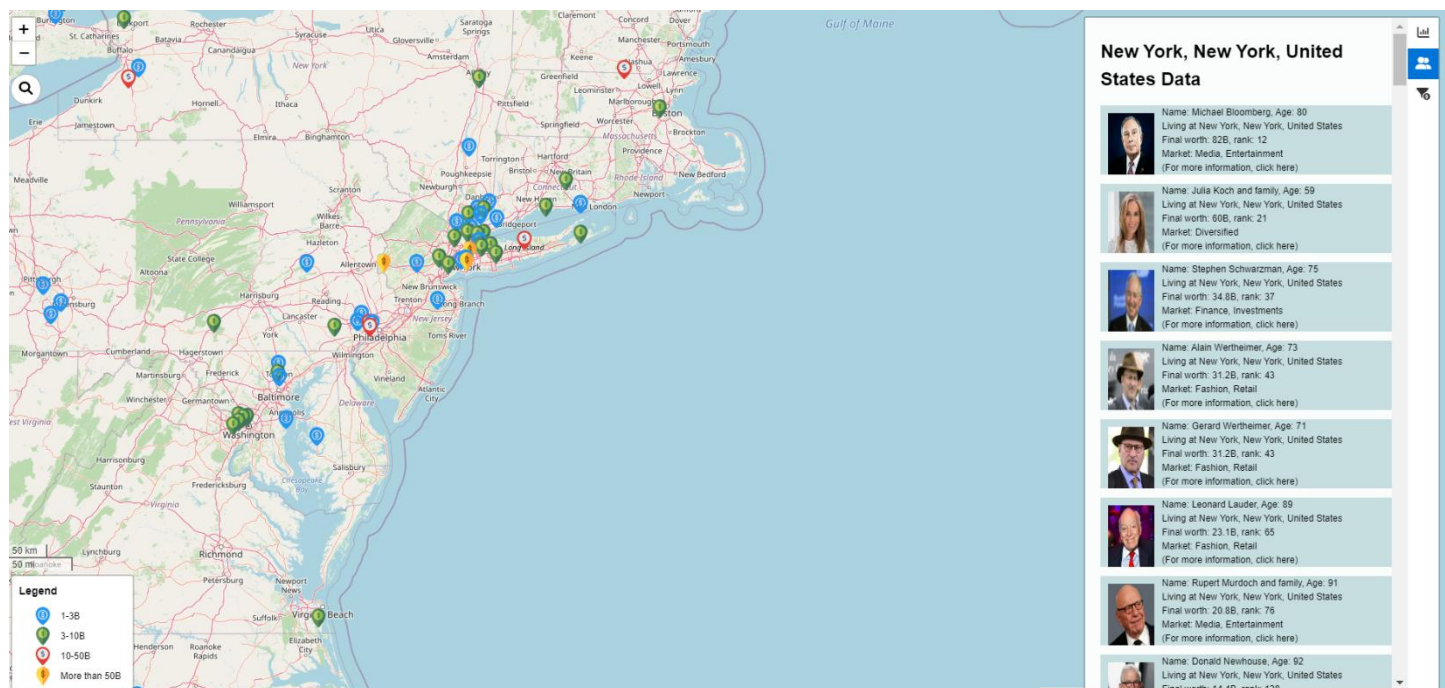 +
−
Gulf of Maine
Claremont
Concord
Dover
Rochester
Syracuse
Utica
Saratoga
Springs
St. Catharines
Batavia
Canandaigua
Gloversville
Manchester
Portsmouth
Buffalo
New York
Amsterdam
Keene
Amesbury
Greenfield
Lawrence
Leominster
Lowell
Lynn
Dunkirk
Hornell
Ithaca
Pittsfield
Marlborough
Erie
Jamestown
Worcester
Brockton
Elmira
Binghamton
Springfield
Massachusetts
Torrington
Hartford
Providence
Meadville
Scranton
Poughkeepsie
Bristol
New Britain
New Bedford
Newburgh
Connecticut
Rhode Island
Williamsport
Newport
Wilkes-
Barre
Pennsylvania
New London
Hazleton
State College
Allentown
Long Island
Altoona
New Brunswick
Harrisburg
Reading
Trenton
Long Branch
Lancaster
New Jersey
York
Philadelphia
Toms River
Morgantown
Cumberland
Hagerstown
Wilmington
Martinsburg
Frederick
Vineland
Winchester
Germantown
Baltimore
Atlantic
City
Delaware
Annapolis
Washington
Harrisonburg
Salisbury
Staunton
Fredericksburg
Chesapeake
Bay
Virginia
50 km
Lynchburg
Richmond
50 mi
Petersburg
Newport
News
Suffolk
Virginia Beach
Henderson
Roanoke
Rapids
Elizabeth
City
Legend
1-3B
3-10B
10-50B
More than 50B
New York, New York, United
States Data
Name: Michael Bloomberg, Age: 80
Living at New York, New York, United States
Final worth: 82B, rank: 12
Market: Media, Entertainment
(For more information, click here)
Name: Julia Koch and family, Age: 59
Living at New York, New York, United States
Final worth: 60B, rank: 21
Market: Diversified
(For more information, click here)
Name: Stephen Schwarzman, Age: 75
Living at New York, New York, United States
Final worth: 34.8B, rank: 37
Market: Finance, Investments
(For more information, click here)
Name: Alain Wertheimer, Age: 73
Living at New York, New York, United States
Final worth: 31.2B, rank: 43
Market: Fashion, Retail
(For more information, click here)
Name: Gerard Wertheimer, Age: 71
Living at New York, New York, United States
Final worth: 31.2B, rank: 43
Market: Fashion, Retail
(For more information, click here)
Name: Leonard Lauder, Age: 89
Living at New York, New York, United States
Final worth: 23.1B, rank: 65
Market: Fashion, Retail
(For more information, click here)
Name: Rupert Murdoch and family, Age: 91
Living at New York, New York, United States
Final worth: 20.8B, rank: 76
Market: Media, Entertainment
(For more information, click here)
Name: Donald Newhouse, Age: 92
Living at New York, New York, United States